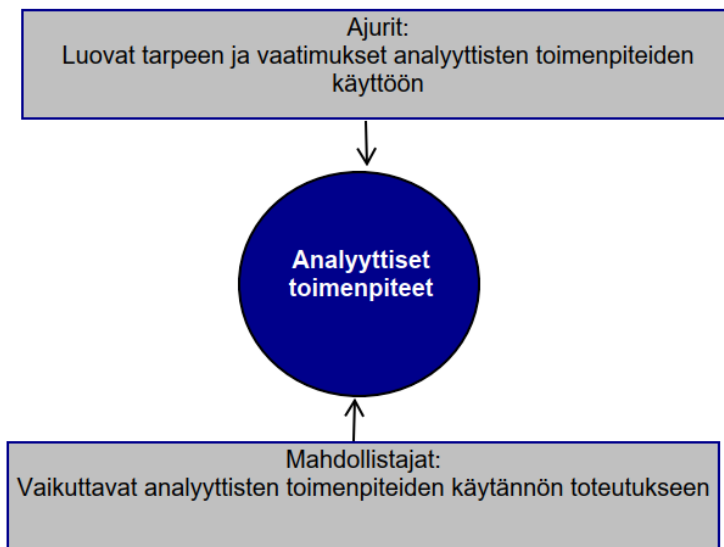 Ajurit:
Luovat tarpeen ja vaatimukset analyyttisten toimenpiteiden
käyttöön
Analyyttiset
toimenpiteet
Mahdollistajat:
Vaikuttavat analyyttisten toimenpiteiden käytännön toteutukseen